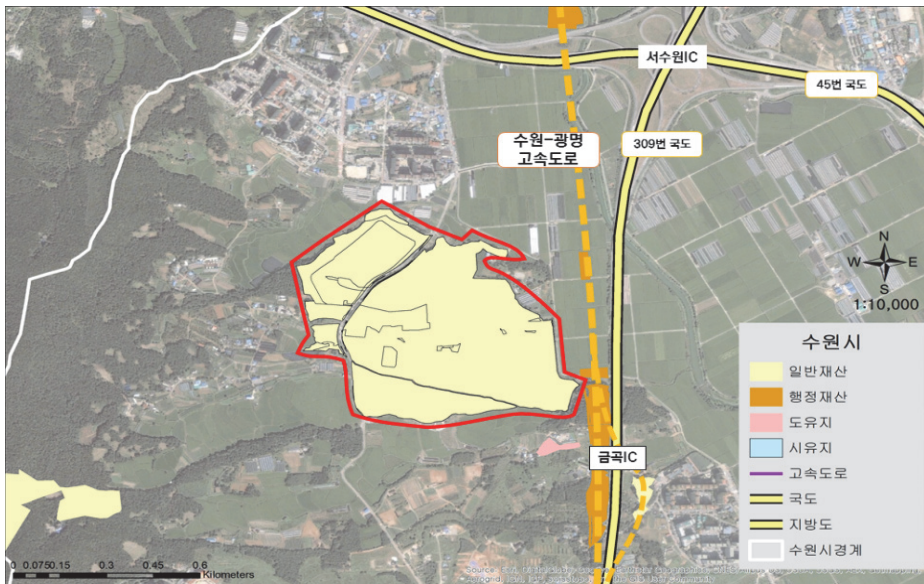 서수원IC
45번 국도
수원-광명
고속도로
309번 국도
N
W E
S
1:10,000
수원시
일반재산
행정재산
도유지
시유지
고속도로
국도
지방도
수원시경계
금곡IC
0 0.075 0.15 0.3 0.45 0.6
Kilometers